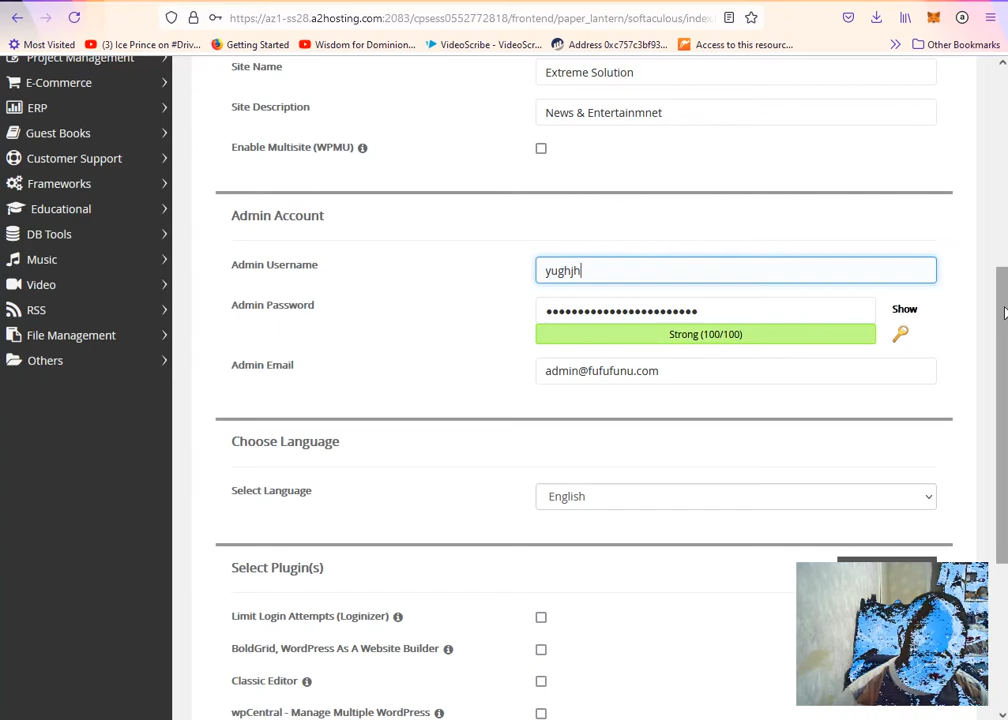 https://az1-ss28.a2hosting.com:2083/cpsess0552772818/frontend/paper_lantern/softaculous/index.
Most Visited (3) Ice Prince on #Driv... Getting Started Wisdom for Dominion... VideoScribe - VideoScr... Address 0xc757c3bf93... Access to this resourc... Other Bookmarks
Project Management
E-Commerce
ERP
Guest Books
Customer Support
Frameworks
Educational
DB Tools
Music
Video
RSS
File Management
Others
Site Name Extreme Solution
Site Description News & Entertainmnet
Enable Multisite (WPMU)
Admin Account
Admin Username yughjh
Admin Password Show
Strong (100/100)
Admin Email admin@fufufunu.com
Choose Language
Select Language English
Select Plugin(s)
Limit Login Attempts (Loginizer)
BoldGrid, WordPress As A Website Builder
Classic Editor
wpCentral - Manage Multiple WordPress